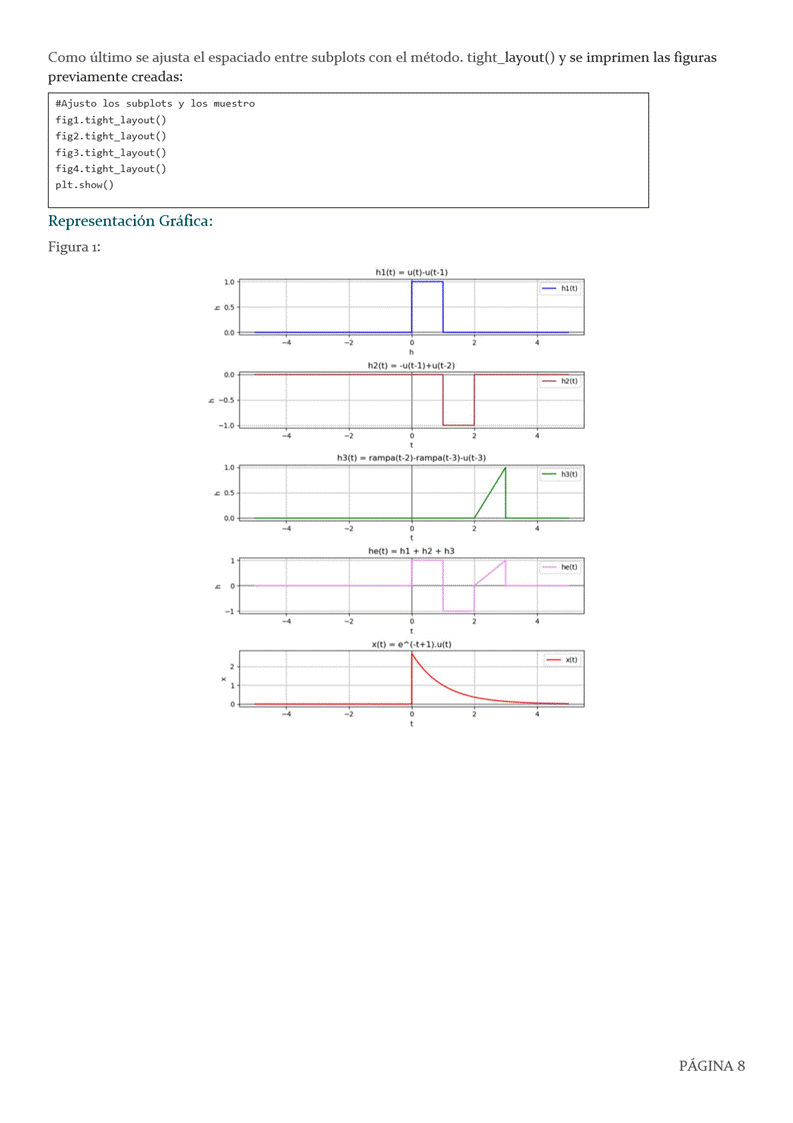 Como último se ajusta el espaciado entre subplots con el método. tight_layout() y se imprimen las figuras
previamente creadas:
#Ajusto los subplots y los muestro
fig1.tight_layout()
fig2.tight_layout()
fig3.tight_layout()
fig4.tight_layout()
plt.show()
Representación Gráfica:
Figura 1:
h1(t) = u(t)-u(t-1)
1.0
0.5
0.0
h
h1(t)
−4 −2 0 2 4
h
h2(t) = -u(t-1)+u(t-2)
0.0
−0.5
−1.0
h
h2(t)
−4 −2 0 2 4
t
h3(t) = rampa(t-2)-rampa(t-3)-u(t-3)
1.0
0.5
0.0
h
h3(t)
−4 −2 0 2 4
t
he(t) = h1 + h2 + h3
1
0
−1
h
he(t)
−4 −2 0 2 4
t
x(t) = e^(-t+1).u(t)
2
1
0
x
x(t)
−4 −2 0 2 4
t
PÁGINA 8